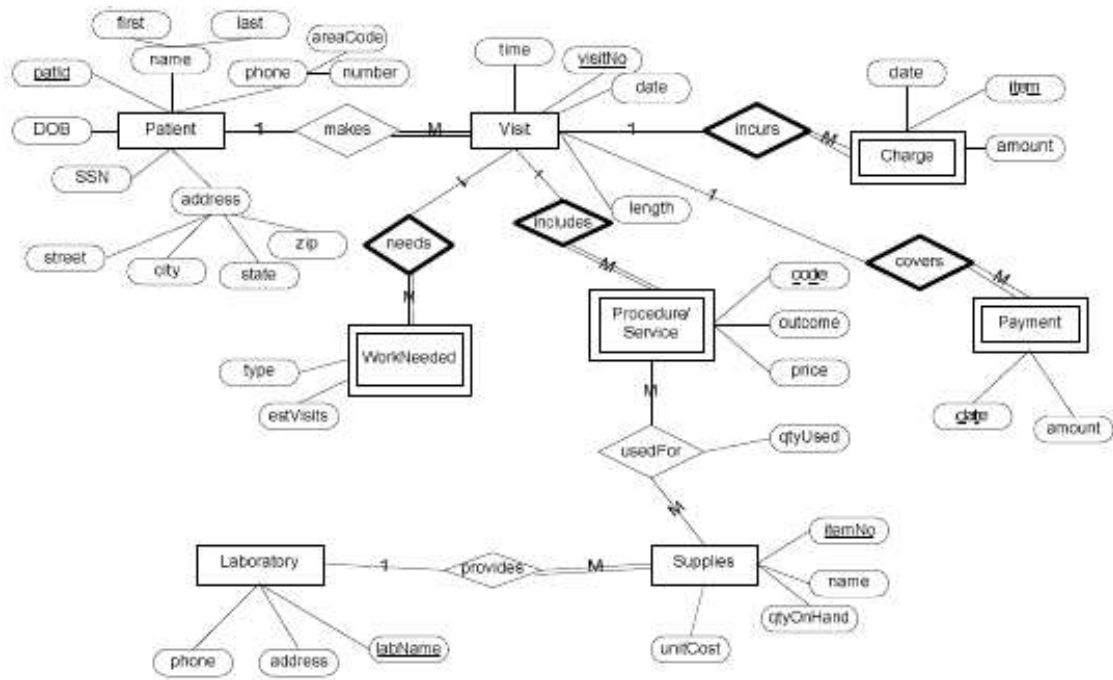 first
last
areaCode
name
phone
number
patId
DOB
Patient
SSN
address
street
city
state
zip
1
makes
M
time
visitNo
date
Visit
length
1
incurs
M
date
item
amount
Charge
1
needs
M
WorkNeeded
type
estVisits
1
includes
M
Procedure/
Service
code
outcome
price
1
covers
M
Payment
date
amount
M
usedFor
qtyUsed
M
Laboratory
1
provides
M
Supplies
itemNo
name
qtyOnHand
unitCost
phone
address
labName